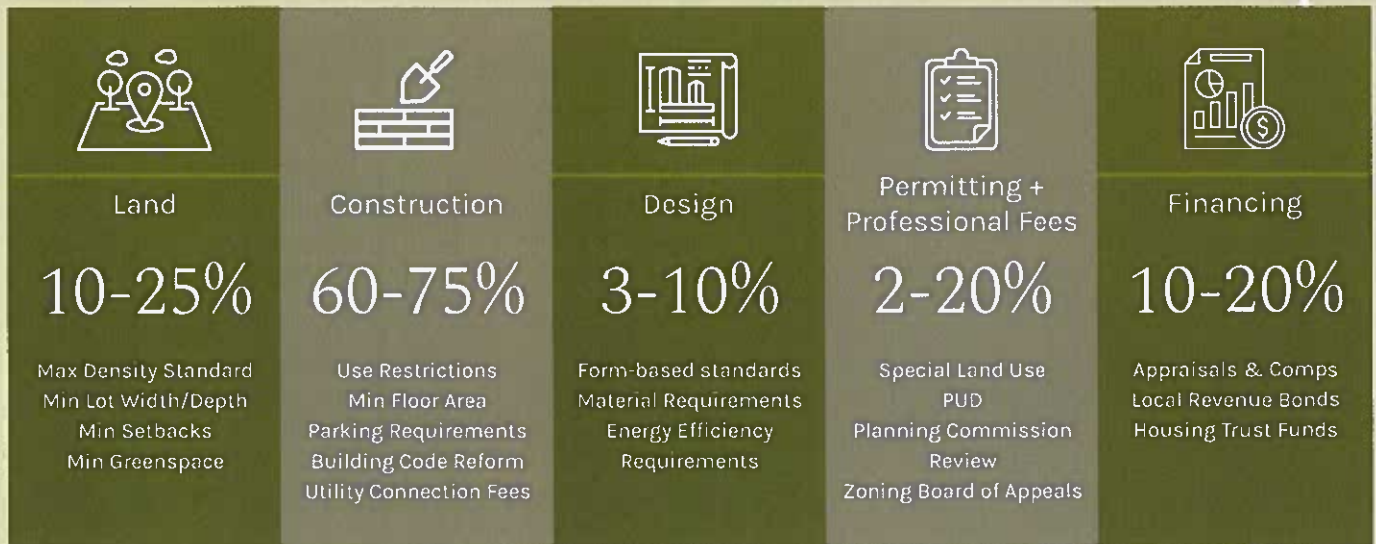 Land
10-25%
Max Density Standard
Min Lot Width/Depth
Min Setbacks
Min Greenspace
Construction
60-75%
Use Restrictions
Min Floor Area
Parking Requirements
Building Code Reform
Utility Connection Fees
Design
3-10%
Form-based standards
Material Requirements
Energy Efficiency
Requirements
Permitting +
Professional Fees
2-20%
Special Land Use
PUD
Planning Commission
Review
Zoning Board of Appeals
Financing
10-20%
Appraisals & Comps
Local Revenue Bonds
Housing Trust Funds